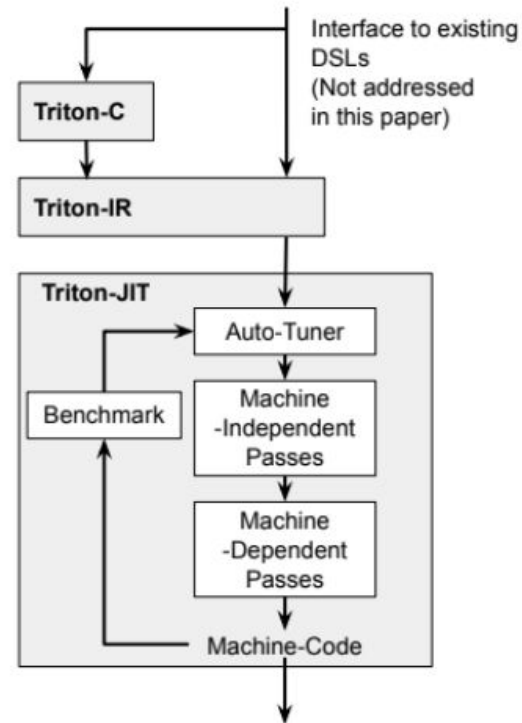 Interface to existing
DSLs
(Not addressed
in this paper)
Triton-C
Triton-IR
Triton-JIT
Auto-Tuner
Benchmark
Machine
-Independent
Passes
Machine
-Dependent
Passes
Machine-Code